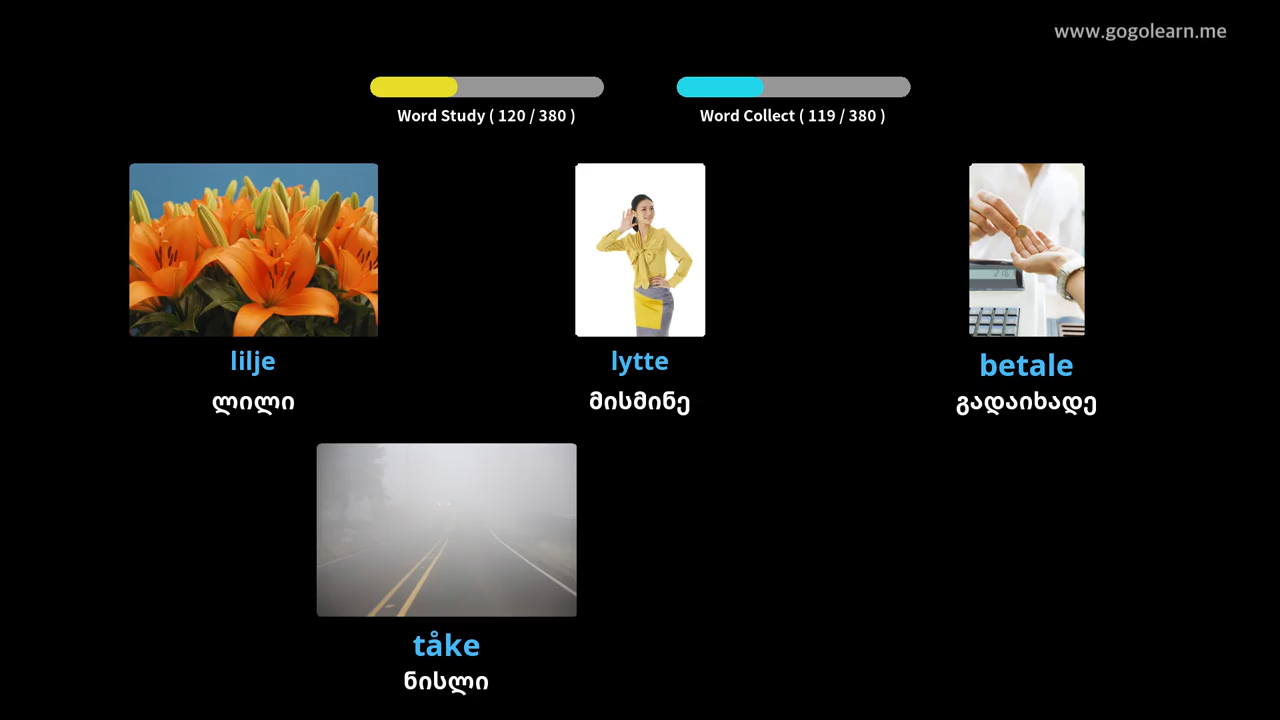 www.gogolearn.me
Word Study ( 120 / 380 )
Word Collect ( 119 / 380 )
lilje
ლილი
lytte
მისმინე
betale
გადაიხადე
tåke
ნისლი